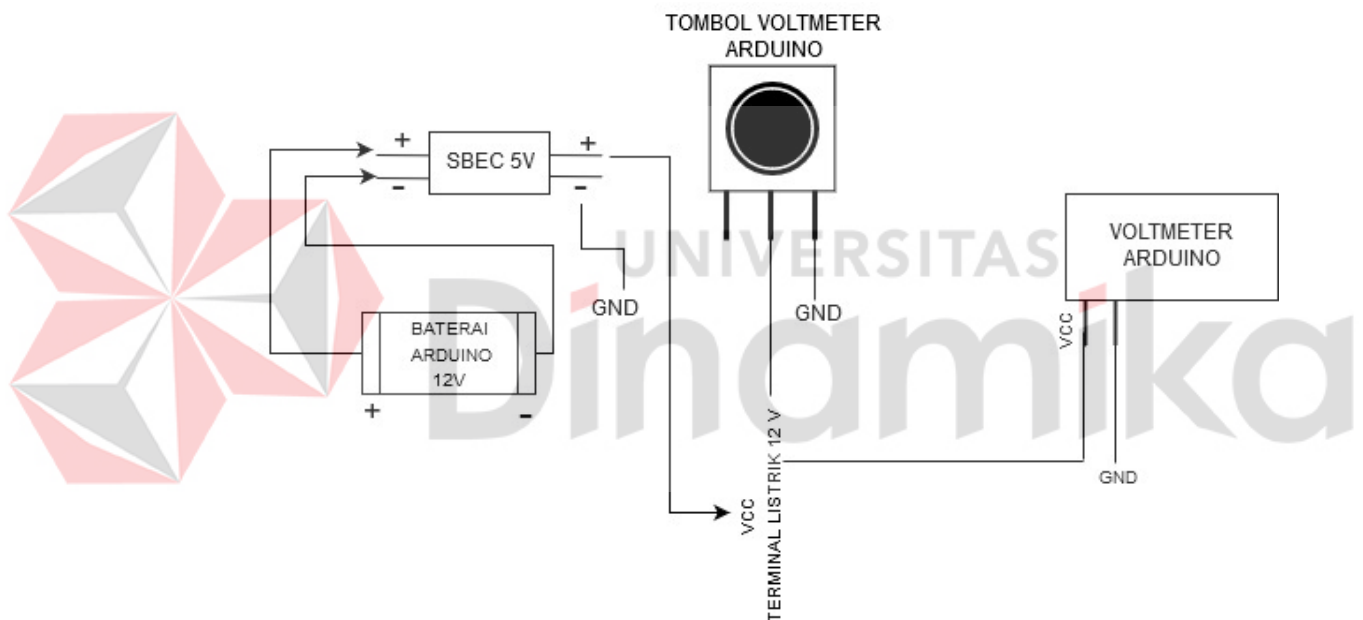 TOMBOL VOLTMETER
ARDUINO
+
SBEC 5V
+
-
-
UNIVERSITAS
Dinamika
VOLTMETER
ARDUINO
GND
GND
VCC
BATERAI
ARDUINO
12V
+
-
TERMINAL LISTRIK 12 V
VCC
GND